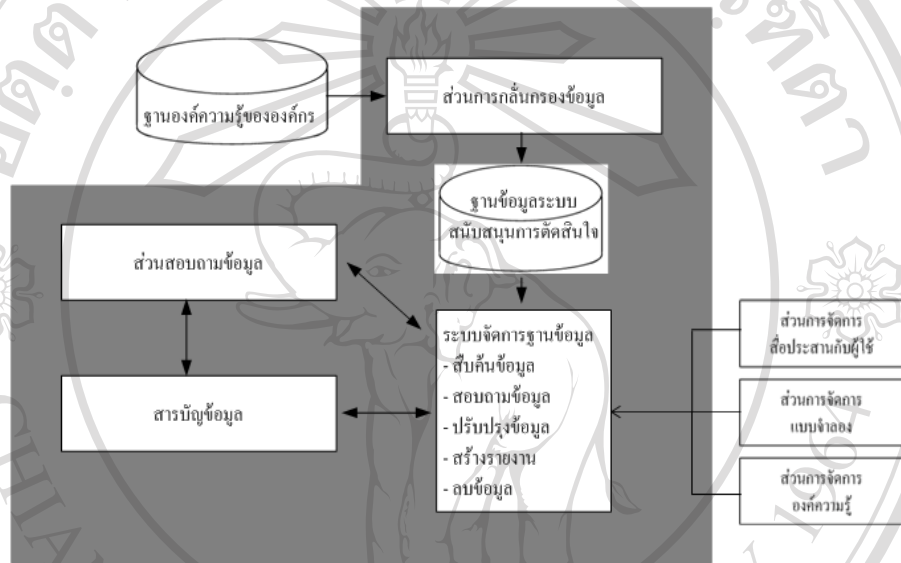 ฐานองค์ความรู้ขององค์กร
ส่วนการกลั่นกรองข้อมูล
ฐานข้อมูลระบบ
สนับสนุนการตัดสินใจ
ส่วนสอบถามข้อมูล
สารบัญข้อมูล
ระบบจัดการฐานข้อมูล
- สืบค้นข้อมูล
- สอบถามข้อมูล
- ปรับปรุงข้อมูล
- สร้างรายงาน
- ลบข้อมูล
ส่วนการจัดการ
สื่อประสานกับผู้ใช้
ส่วนการจัดการ
แบบจำลอง
ส่วนการจัดการ
องค์ความรู้
1964